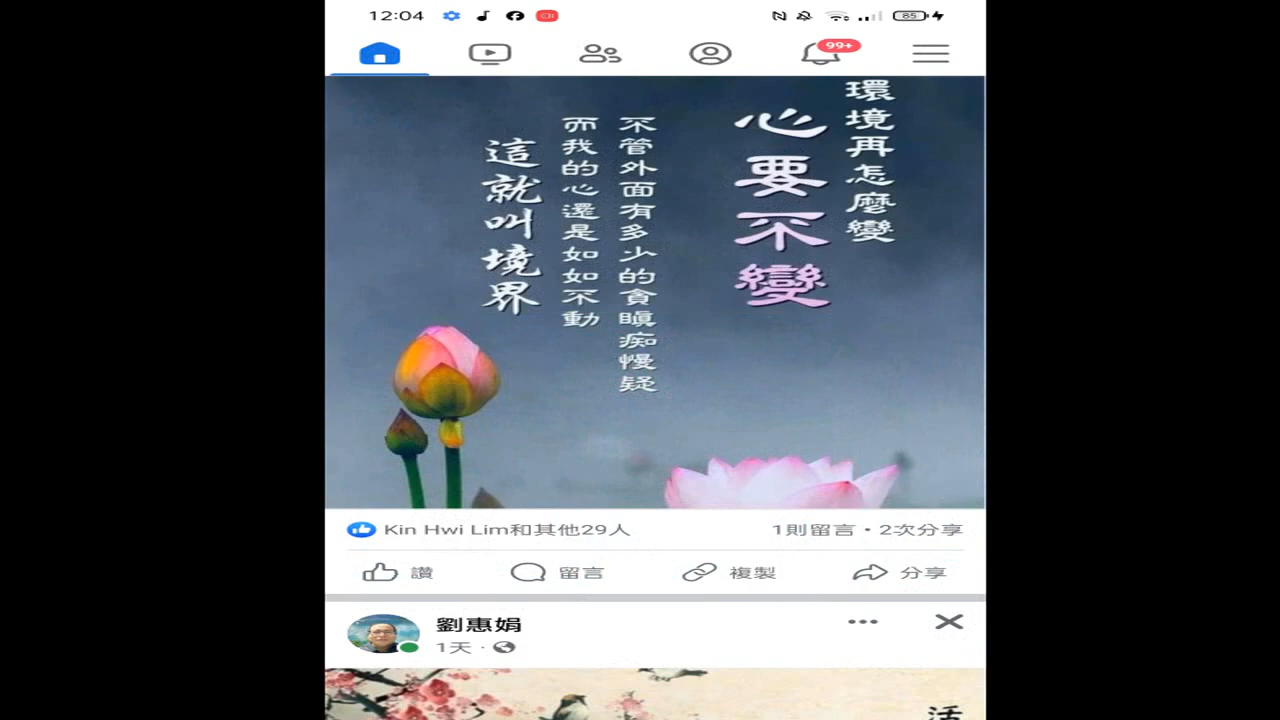 12:04
85
99+
環境再怎麼變
心要不變
不管外面有多少的貪瞋痴慢疑
而我的心還是如如不動
這就叫境界
Kin Hwi Lim和其他29人
1則留言・2次分享
讚
留言
複製
分享
劉惠娟
1天 ·
活